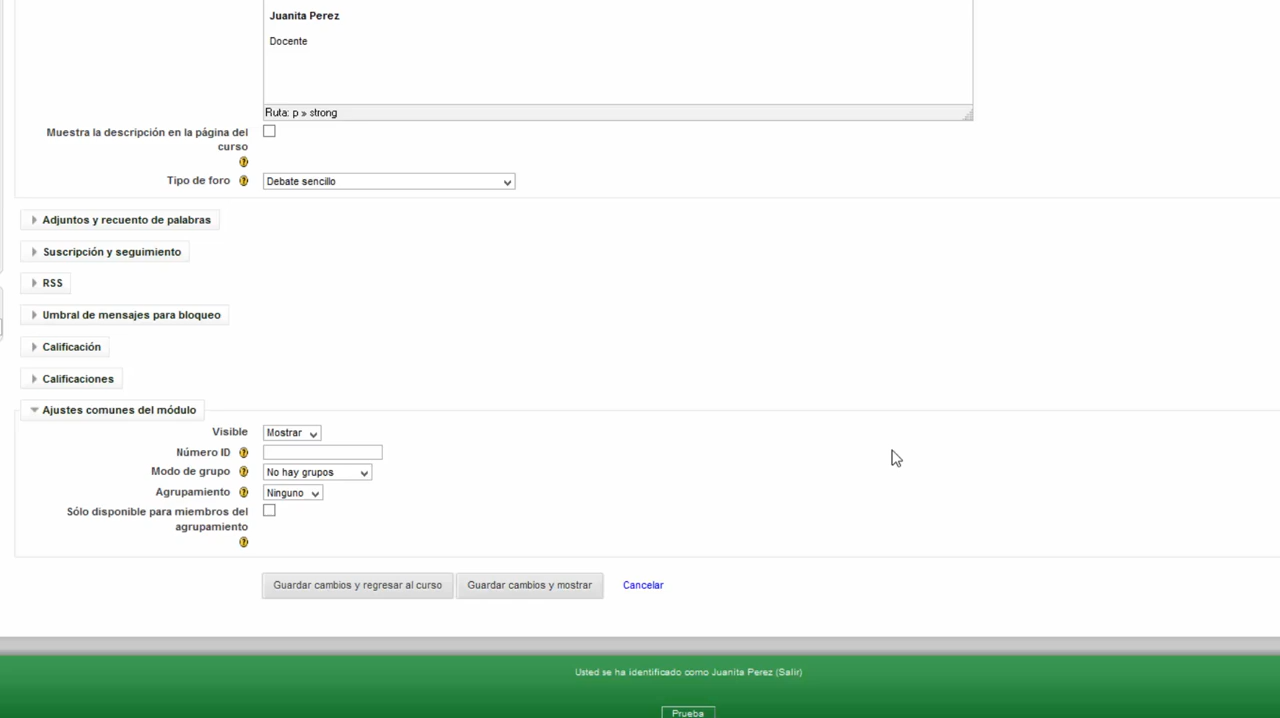 Juanita Perez
Docente
Ruta: p » strong
Muestra la descripción en la página del
curso
Tipo de foro
Debate sencillo
Adjuntos y recuento de palabras
Suscripción y seguimiento
RSS
Umbral de mensajes para bloqueo
Calificación
Calificaciones
Ajustes comunes del módulo
Visible
Mostrar
Número ID
Modo de grupo
No hay grupos
Agrupamiento
Ninguno
Sólo disponible para miembros del
agrupamiento
Guardar cambios y regresar al curso
Guardar cambios y mostrar
Cancelar
Usted se ha identificado como Juanita Perez (Salir)
Prueba